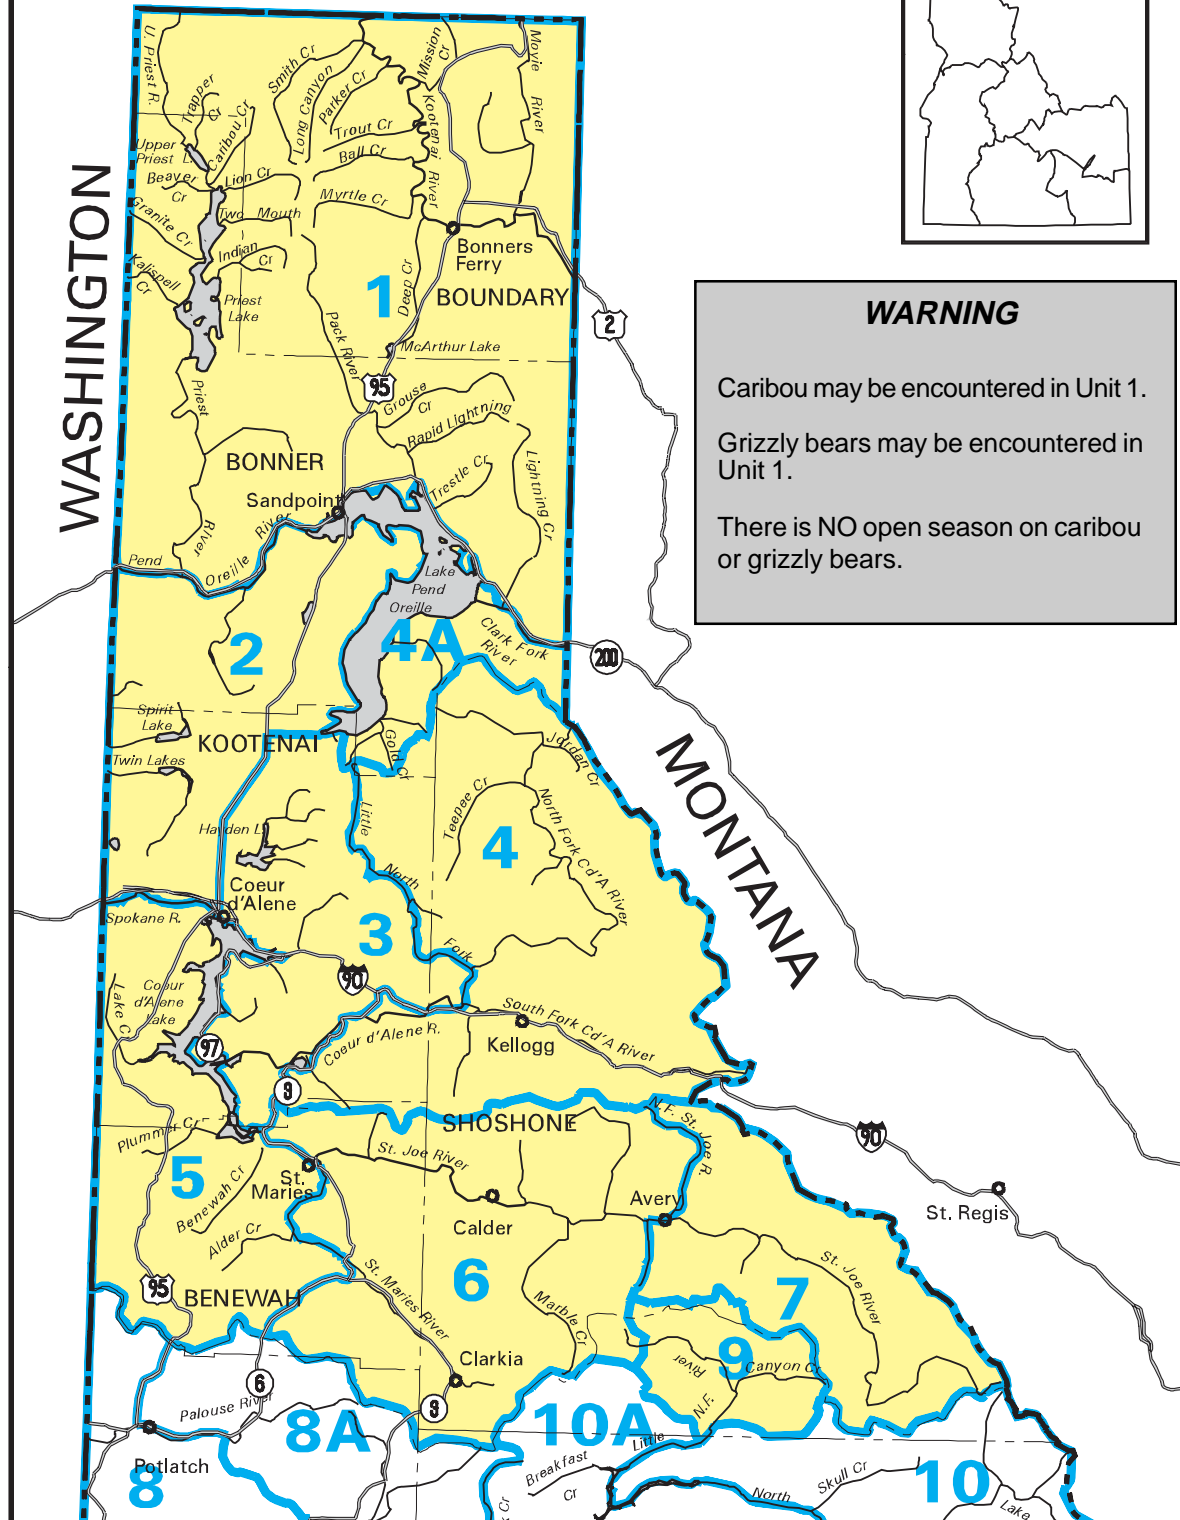 U. Priest R.
Trapper
Cr
Smith Cr
Long Canyon
Parker Cr
Mission
Cr
Moyie
River
Caribou Cr
Trout Cr
Kootenai River
Upper
Priest L.
Ball Cr
Beaver
Cr
Lion Cr
Myrtle Cr
Granite Cr
Two Mouth
Indian
Cr
Bonners
Ferry
Kalispell
Cr
1
Deep Cr
BOUNDARY
Priest
Lake
Pack River
McArthur Lake
2
WASHINGTON
WARNING
Caribou may be encountered in Unit 1.
Grizzly bears may be encountered in
Unit 1.
There is NO open season on caribou
or grizzly bears.
95
Priest
River
Grouse
Cr
Rapid Lightning
BONNER
Trestle Cr
Lightning Cr
Sandpoint
Pend
Oreille
River
Lake
Pend
Oreille
2
4A
Clark Fork
River
200
Spirit
Lake
KOOTENAI
Gold Cr
Jordan Cr
MONTANA
Twin Lakes
Little
North
Fork
Teepee Cr
North Fork Cd'A River
Hayden L.
4
Coeur
d'Alene
Spokane R.
3
90
Lake Cr
Coeur
d'Alene
Lake
97
South Fork Cd'A River
Coeur d'Alene R.
Kellogg
3
Plummer Cr
SHOSHONE
N.F. St. Joe R.
90
St. Joe River
5
St.
Maries
Benewah Cr
Avery
St. Regis
Calder
Alder Cr
St. Joe River
6
St. Maries River
7
95
BENEWAH
Marble Cr
9
River
Canyon Cr
Clarkia
6
3
N.F.
Palouse River
8A
10A
Little
Potlatch
8
Breakfast
Cr
Skull Cr
10
North
Cr
Lake